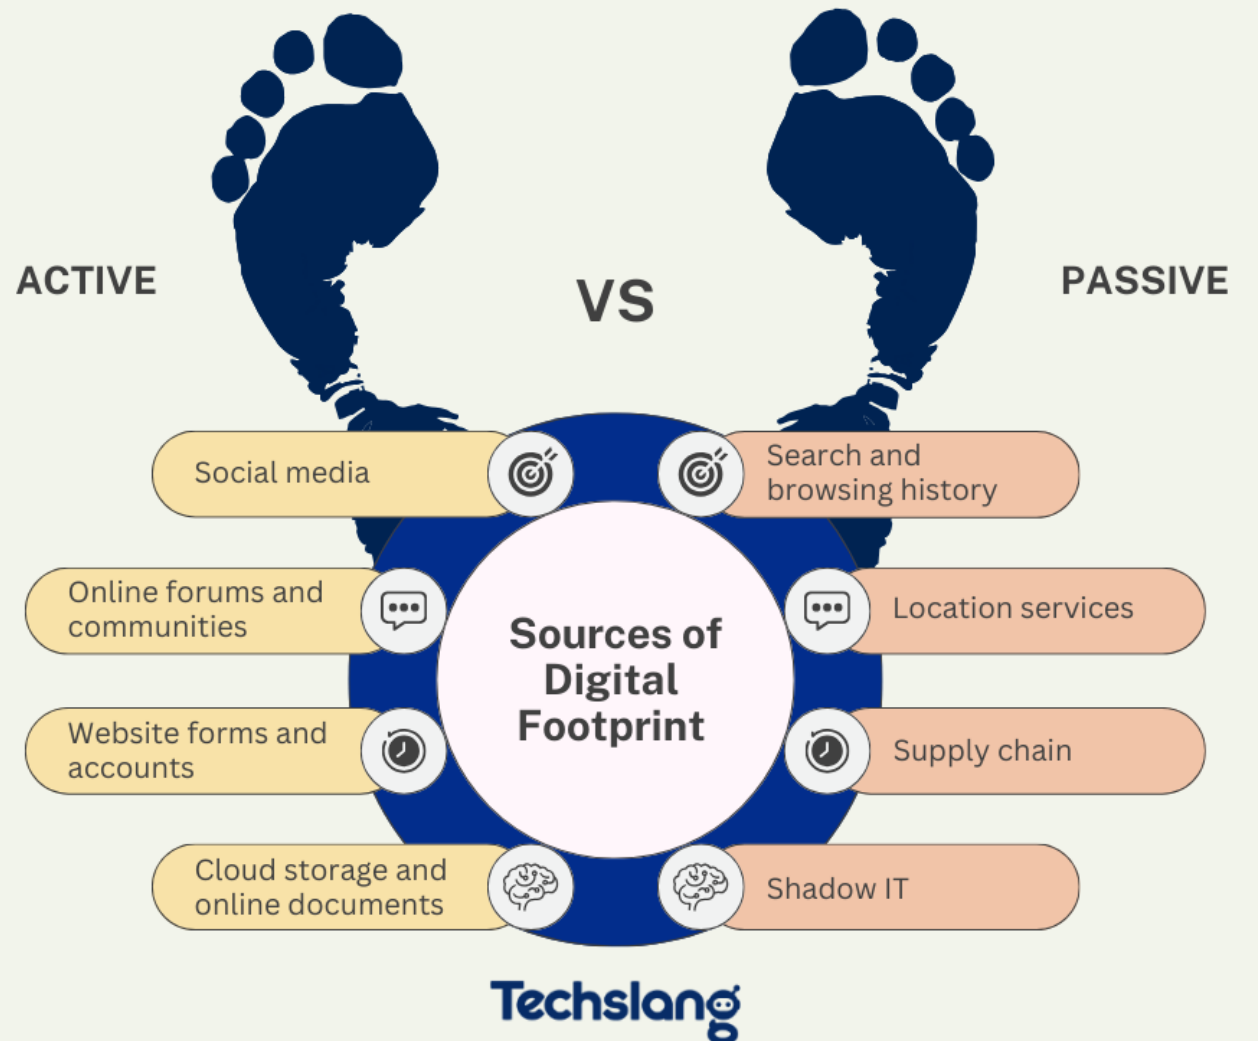 ACTIVE
VS
PASSIVE
Social media
Online forums and
communities
Website forms and
accounts
Cloud storage and
online documents
Sources of
Digital
Footprint
Search and
browsing history
Location services
Supply chain
Shadow IT
Techslang